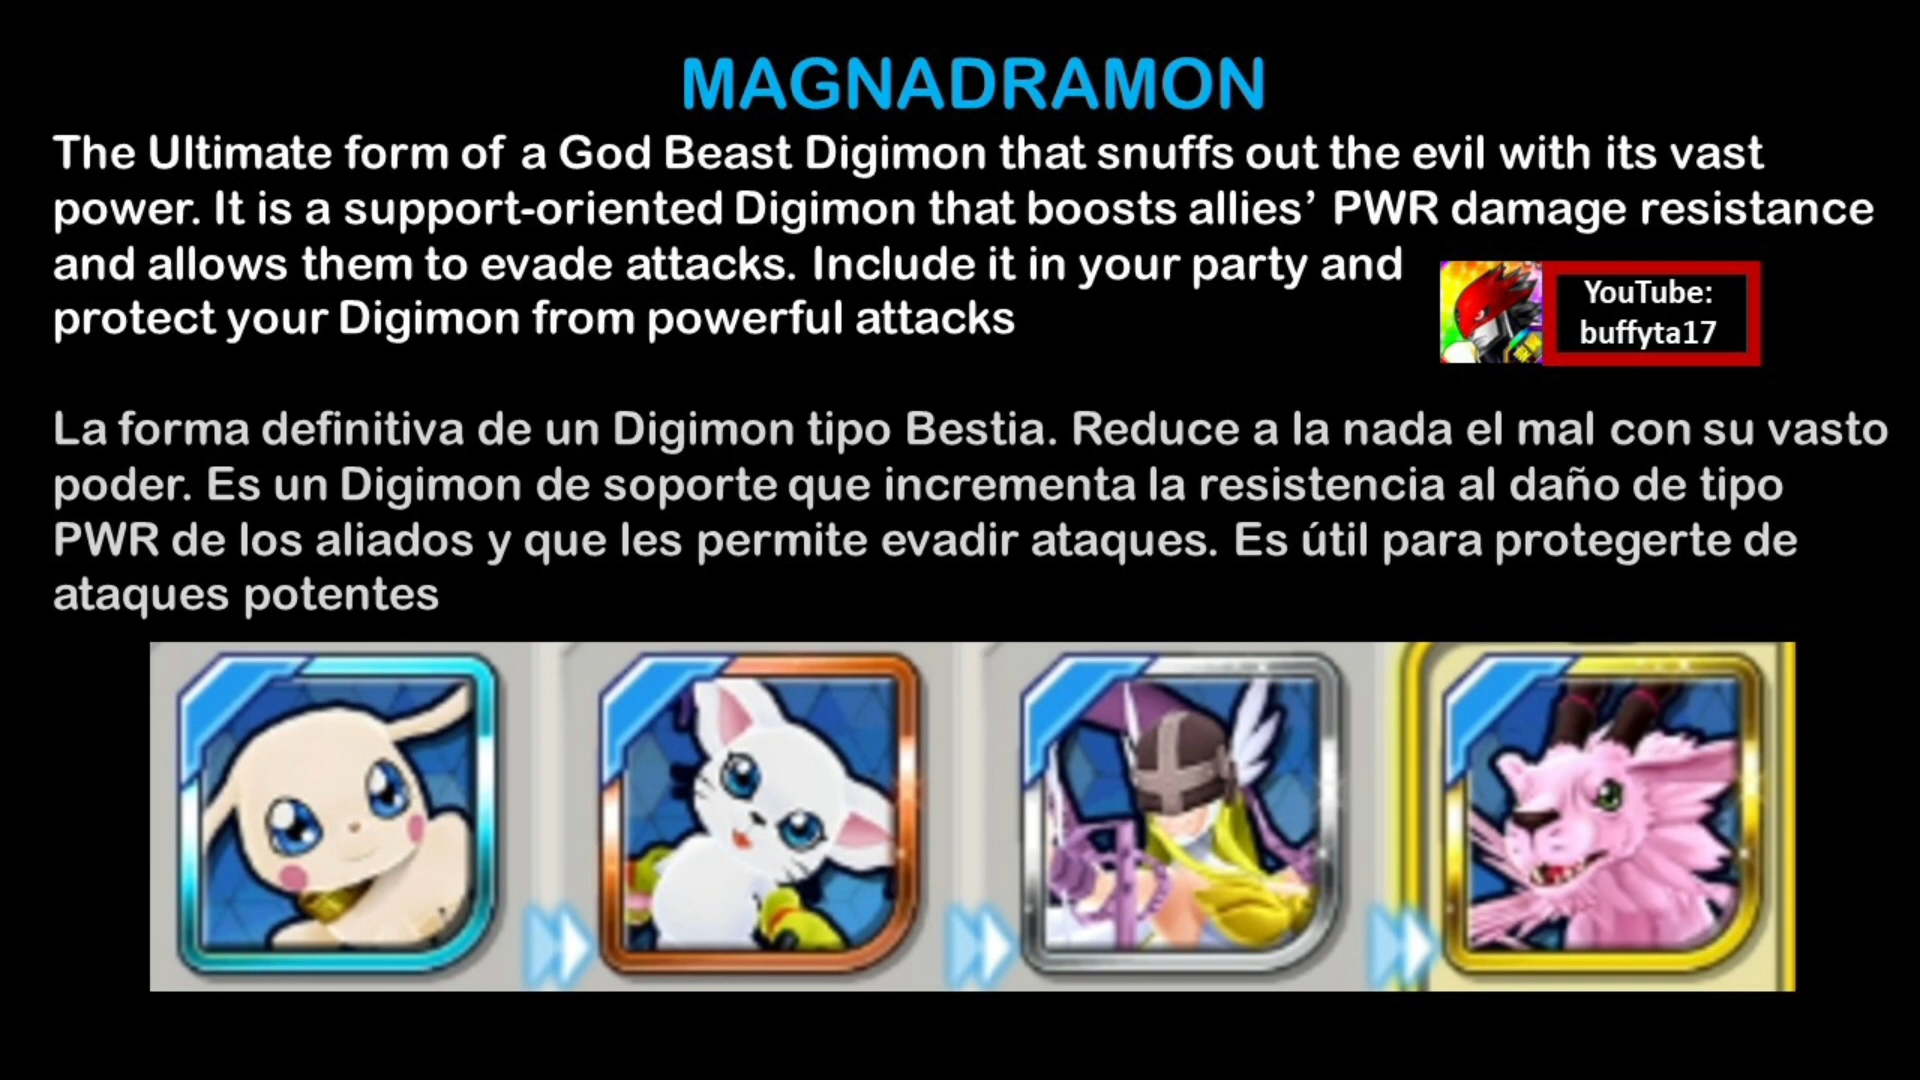 MAGNADRAMON
The Ultimate form of a God Beast Digimon that snuffs out the evil with its vast
power. It is a support-oriented Digimon that boosts allies’ PWR damage resistance
and allows them to evade attacks. Include it in your party and
protect your Digimon from powerful attacks
YouTube:
buffyta17
La forma definitiva de un Digimon tipo Bestia. Reduce a la nada el mal con su vasto
poder. Es un Digimon de soporte que incrementa la resistencia al daño de tipo
PWR de los aliados y que les permite evadir ataques. Es útil para protegerte de
ataques potentes